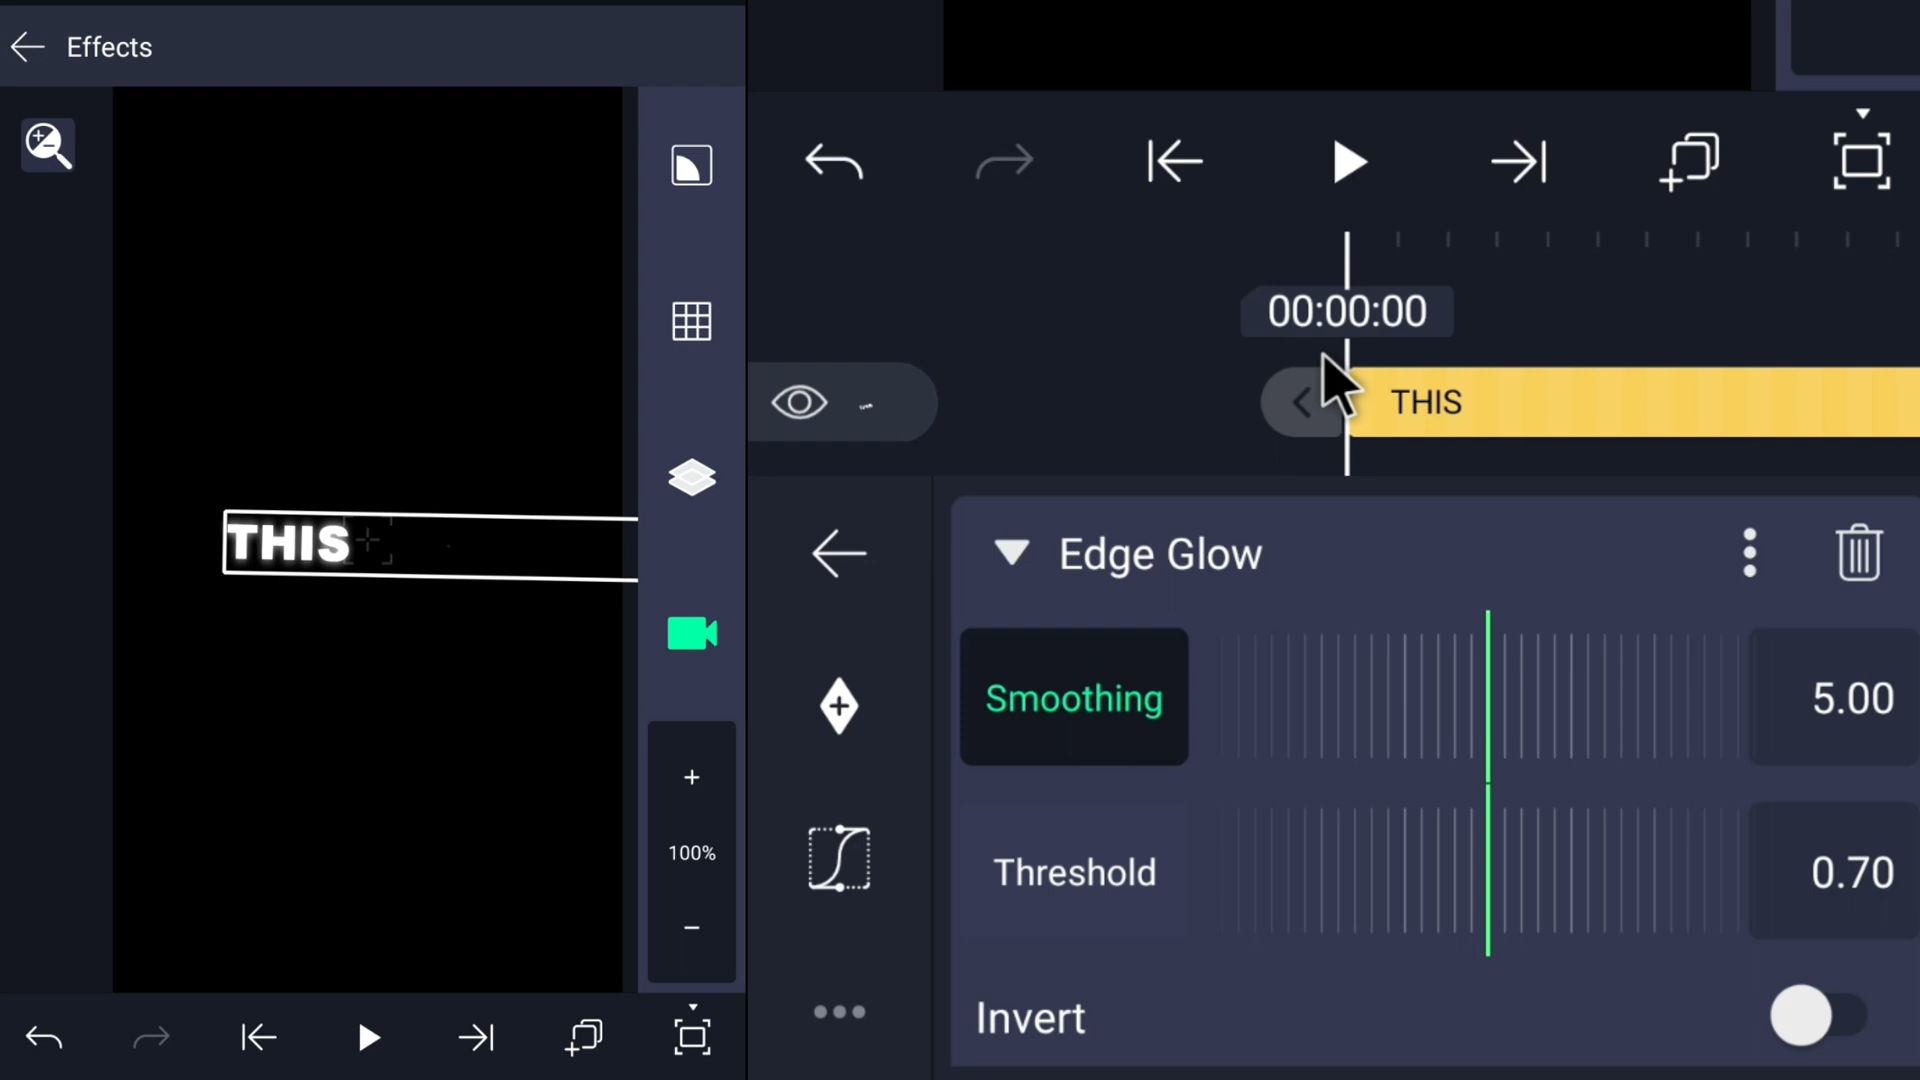 Effects
THIS
+
100%
−
00:00:00
THIS
Edge Glow
Smoothing
5.00
Threshold
0.70
Invert